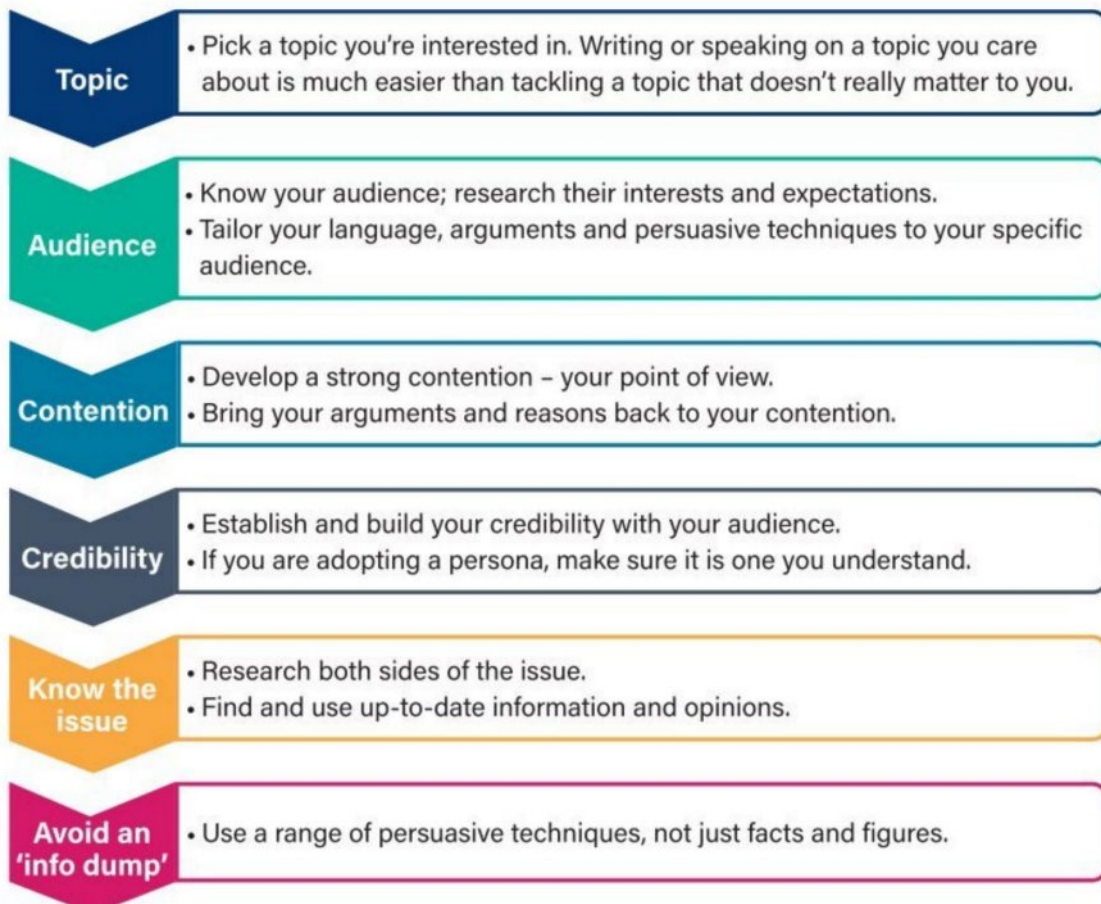 Topic
• Pick a topic you're interested in. Writing or speaking on a topic you care
about is much easier than tackling a topic that doesn't really matter to you.
Audience
• Know your audience; research their interests and expectations.
• Tailor your language, arguments and persuasive techniques to your specific
audience.
Contention
• Develop a strong contention – your point of view.
• Bring your arguments and reasons back to your contention.
Credibility
• Establish and build your credibility with your audience.
• If you are adopting a persona, make sure it is one you understand.
Know the
issue
• Research both sides of the issue.
• Find and use up-to-date information and opinions.
Avoid an
'info dump'
• Use a range of persuasive techniques, not just facts and figures.